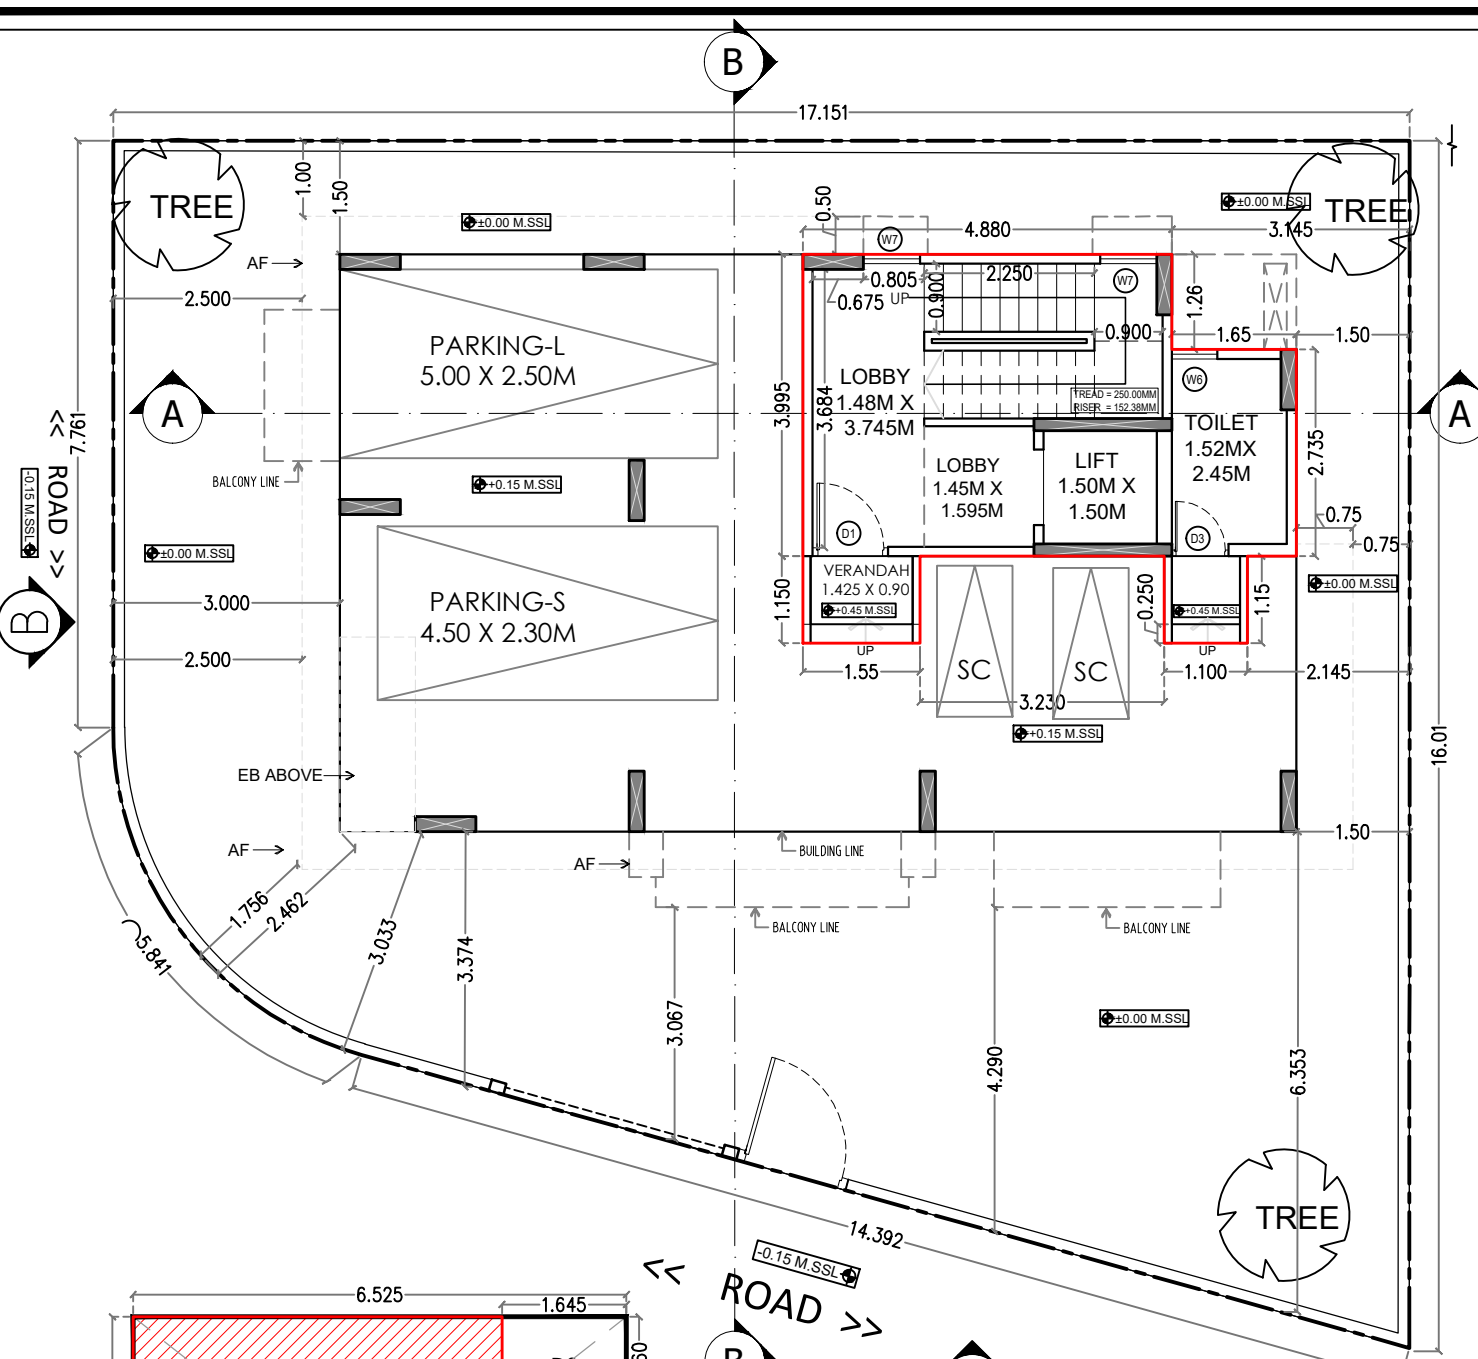 B
17.151
TREE
1.00
1.50
±0.00 M.SSL
0.50
W7
4.880
±0.00 M.SSL
3.145
TREE
AF
2.500
0.805
0.675
UP
0.900
2.250
W7
1.26
0.900
1.65
1.50
PARKING-L
5.00 X 2.50M
LOBBY
1.48M X
3.745M
3.995
3.684
TREAD = 250.00MM
RISER = 152.38MM
W6
TOILET
1.52MX
2.45M
2.735
A
A
<< ROAD >>
7.761
-0.15 M.SSL
BALCONY LINE
+0.15 M.SSL
LOBBY
1.45M X
1.595M
LIFT
1.50M X
1.50M
D1
D3
0.75
0.75
±0.00 M.SSL
VERANDAH
1.425 X 0.90
+0.45 M.SSL
1.150
0.250
+0.45 M.SSL
1.15
±0.00 M.SSL
B
3.000
PARKING-S
4.50 X 2.30M
2.500
UP
UP
1.55
SC
SC
1.100
2.145
3.230
+0.15 M.SSL
16.01
EB ABOVE
AF
AF
BUILDING LINE
1.50
1.756
2.462
BALCONY LINE
BALCONY LINE
5.841
3.033
3.374
3.067
4.290
6.353
±0.00 M.SSL
TREE
14.392
-0.15 M.SSL
<< ROAD >>
6.525
1.645
B